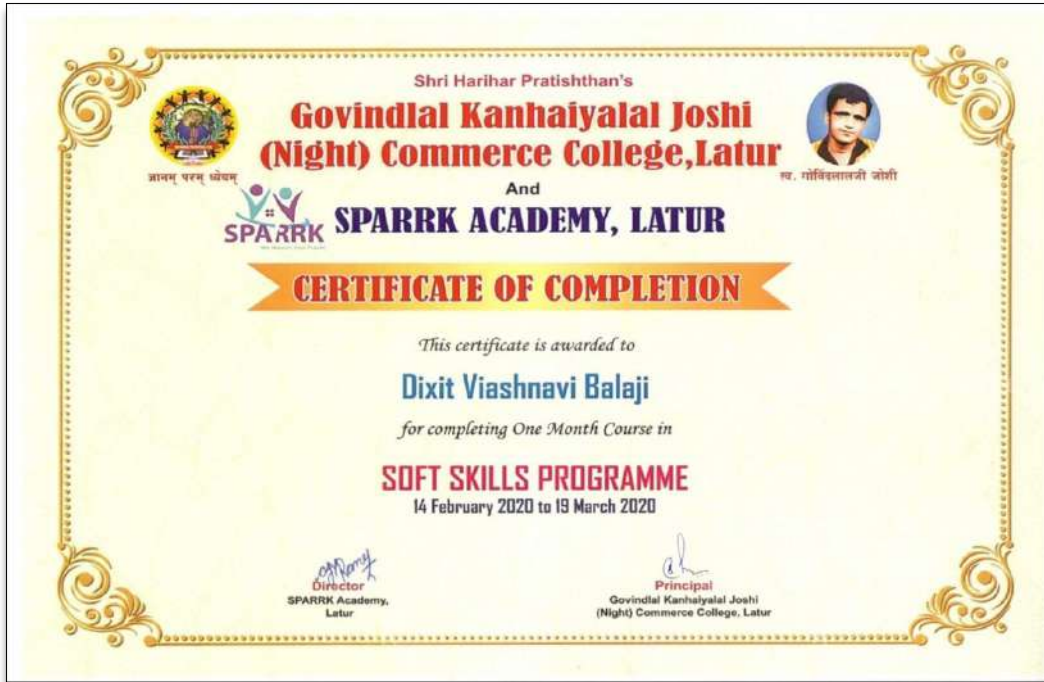 Shri Harihar Pratishthan's
Govindlal Kanhaiyalal Joshi
(Night) Commerce College,Latur
ज्ञानम् परम् ध्येयम्
स्व. गोविंदलालजी जोशी
And
SPARRK
SPARRK ACADEMY, LATUR
CERTIFICATE OF COMPLETION
This certificate is awarded to
Dixit Viashnavi Balaji
for completing One Month Course in
SOFT SKILLS PROGRAMME
14 February 2020 to 19 March 2020
Director
SPARRK Academy,
Latur
Principal
Govindlal Kanhaiyalal Joshi
(Night) Commerce College, Latur